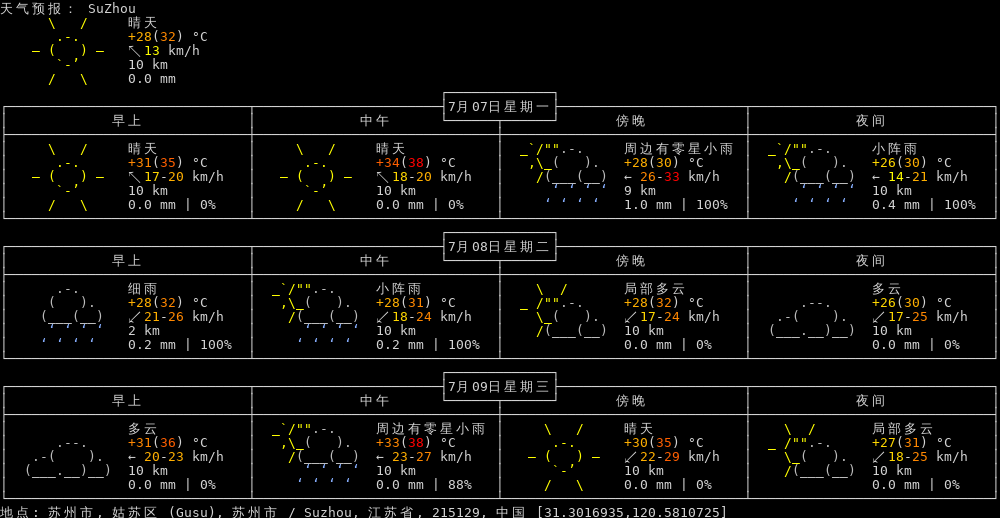 天气预报: SuZhou
晴天
+28(32) °C
↖ 13 km/h
10 km
0.0 mm
7月07日星期一
早上 中午 傍晚 夜间
晴天 晴天 周边有零星小雨 小阵雨
+31(35) °C +34(38) °C +28(30) °C +26(30) °C
↖ 17-20 km/h ↖ 18-20 km/h ← 26-33 km/h ← 14-21 km/h
10 km 10 km 9 km 10 km
0.0 mm | 0% 0.0 mm | 0% 1.0 mm | 100% 0.4 mm | 100%
7月08日星期二
早上 中午 傍晚 夜间
细雨 小阵雨 局部多云 多云
+28(32) °C +28(31) °C +28(32) °C +26(30) °C
↙ 21-26 km/h ↙ 18-24 km/h ↙ 17-24 km/h ↙ 17-25 km/h
2 km 10 km 10 km 10 km
0.2 mm | 100% 0.2 mm | 100% 0.0 mm | 0% 0.0 mm | 0%
7月09日星期三
早上 中午 傍晚 夜间
多云 周边有零星小雨 晴天 局部多云
+31(36) °C +33(38) °C +30(35) °C +27(31) °C
← 20-23 km/h ← 23-27 km/h ↙ 22-29 km/h ↙ 18-25 km/h
10 km 10 km 10 km 10 km
0.0 mm | 0% 0.0 mm | 88% 0.0 mm | 0% 0.0 mm | 0%
地点: 苏州市, 姑苏区 (Gusu), 苏州市 / Suzhou, 江苏省, 215129, 中国 [31.3016935,120.5810725]